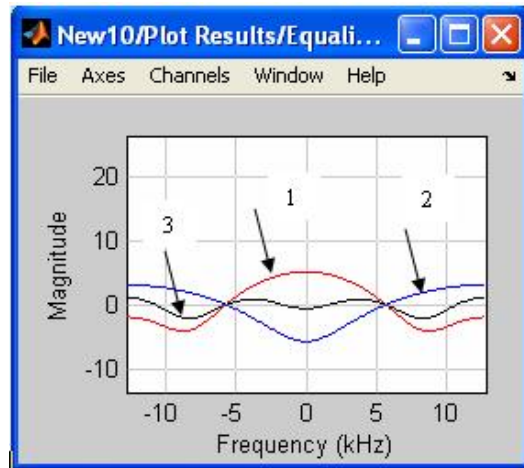 New10/Plot Results/Equali...
File Axes Channels Window Help
1
2
3
20
10
0
-10
Magnitude
-10 -5 0 5 10
Frequency (kHz)